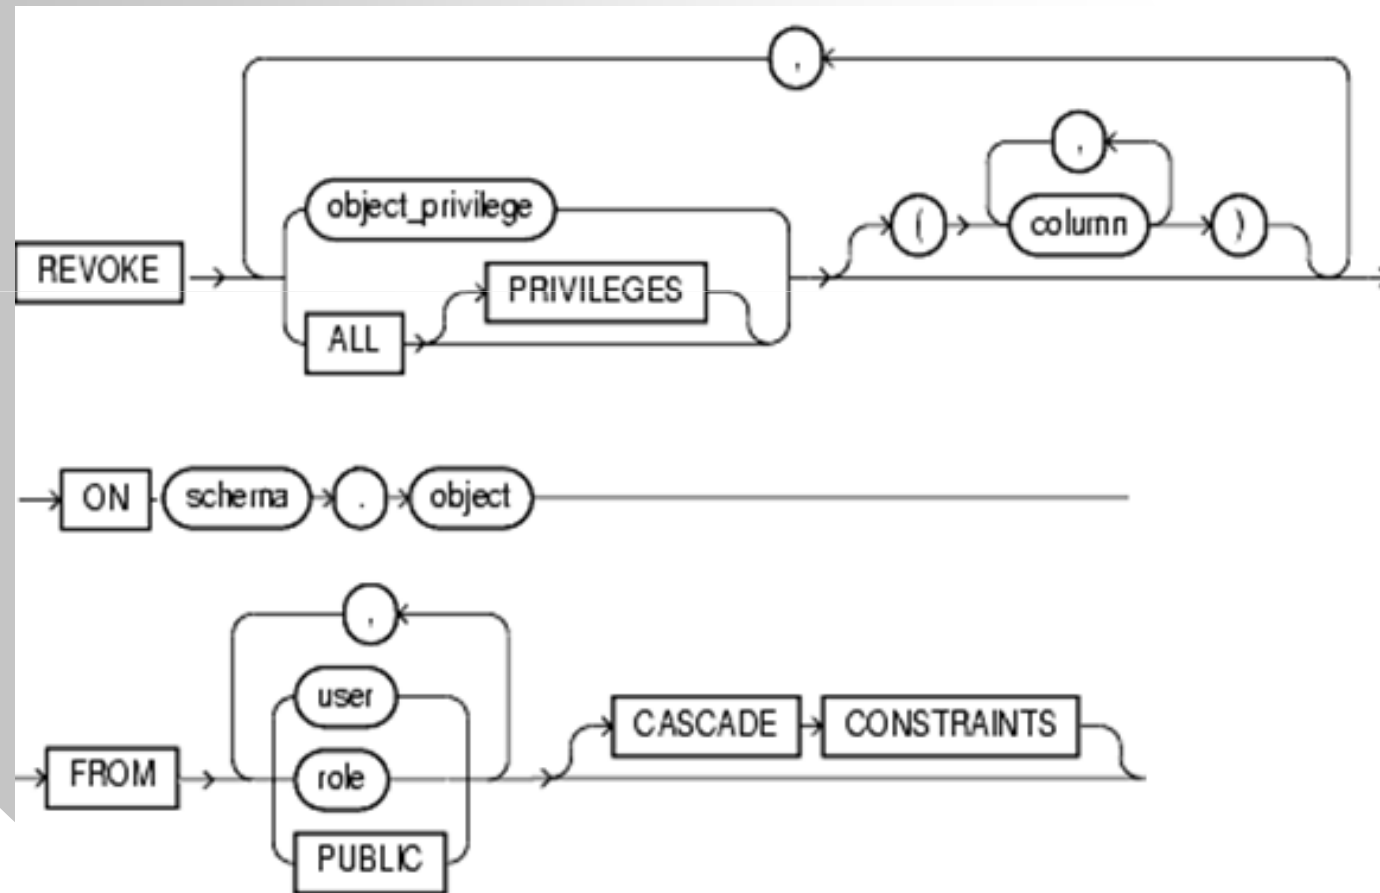 ,
,
object_privilege ( column )
REVOKE PRIVILEGES
ALL
ON schema . object
,
user
CASCADE CONSTRAINTS
FROM role
PUBLIC